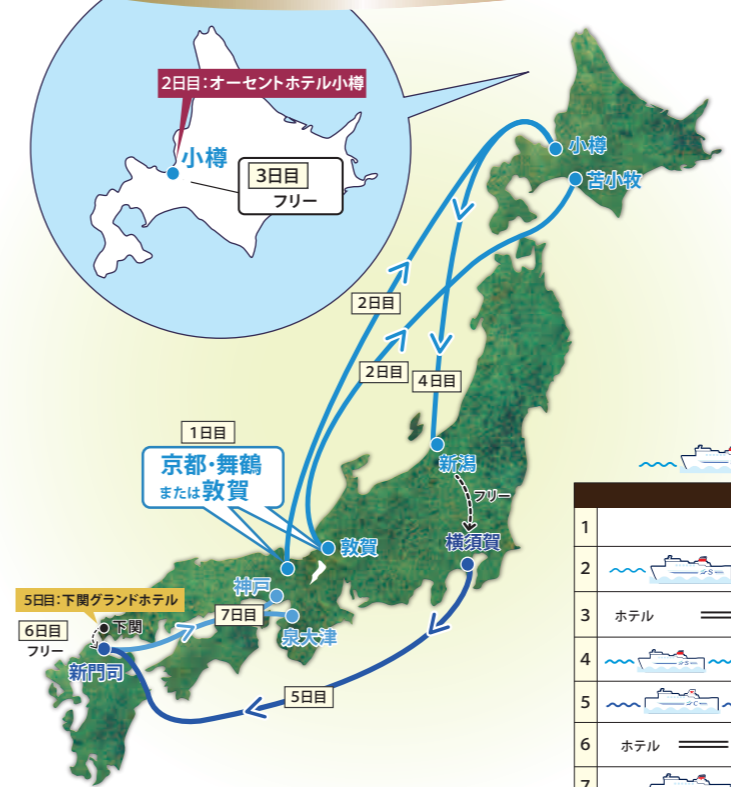 2日目:オーセントホテル小樽
小樽
3日目
フリー
小樽
苫小牧
2日目
2日目
4日目
1日目
京都・舞鶴
または敦賀
新潟
フリー
敦賀
横須賀
神戸
5日目:下関グランドホテル
7日目
泉大津
6日目
フリー
下関
新門司
5日目
1
2
3 ホテル
4
5
6 ホテル
7